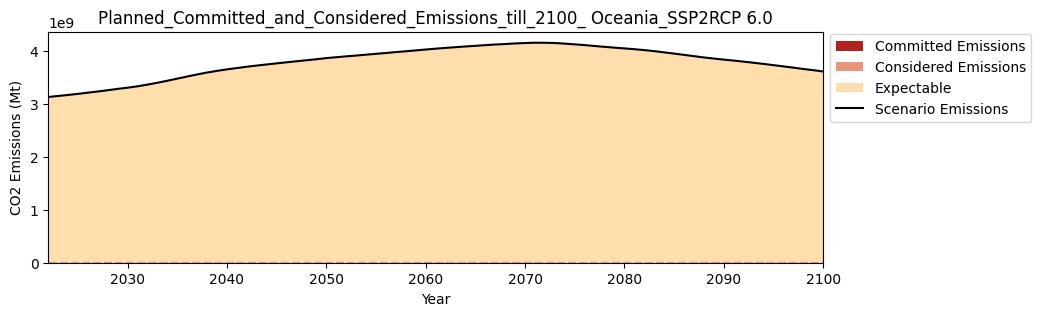 Planned_Committed_and_Considered_Emissions_till_2100_ Oceania_SSP2RCP 6.0
1e9
4
3
2
1
0
CO2 Emissions (Mt)
2030 2040 2050 2060 2070 2080 2090 2100
Year
Committed Emissions
Considered Emissions
Expectable
Scenario Emissions